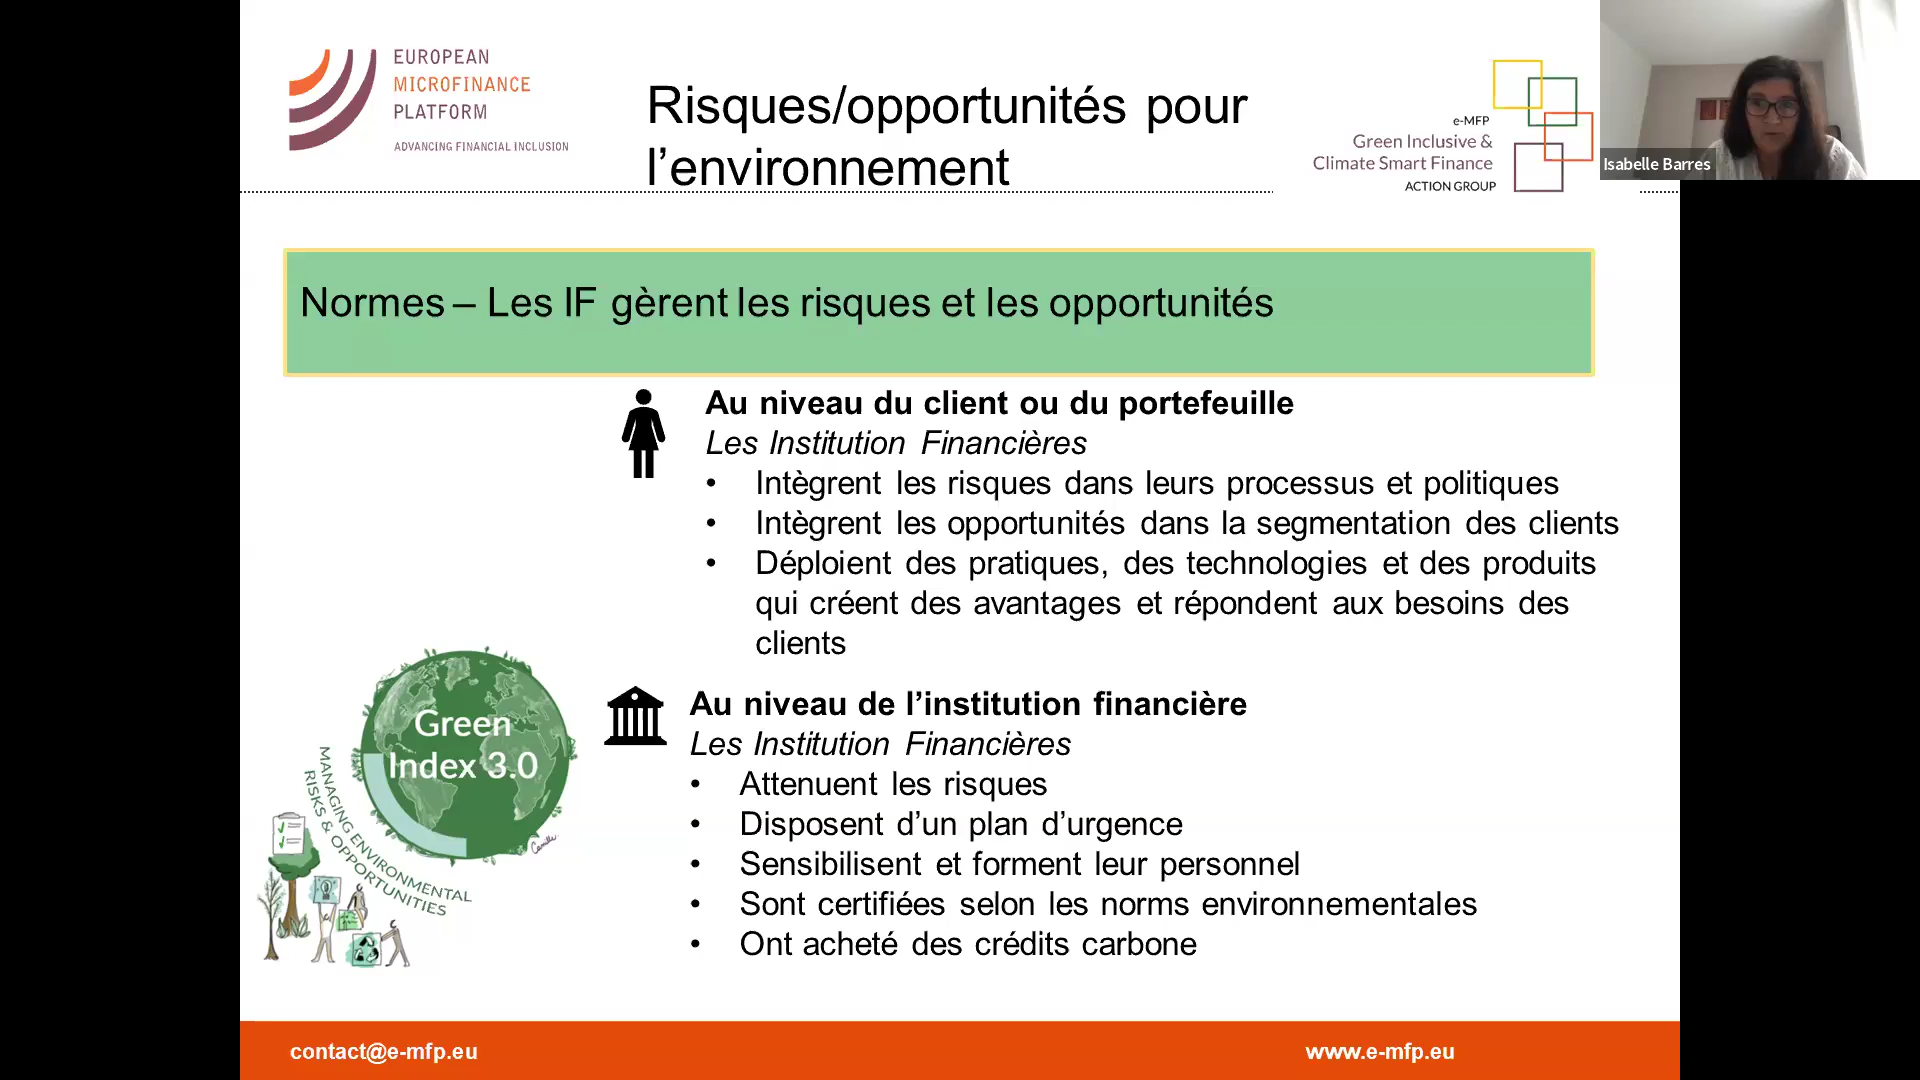 EUROPEAN
MICROFINANCE
PLATFORM
ADVANCING FINANCIAL INCLUSION
Risques/opportunités pour
l’environnement
e-MFP
Green Inclusive &
Climate Smart Finance
ACTION GROUP
Isabelle Barres
Normes – Les IF gèrent les risques et les opportunités
Au niveau du client ou du portefeuille
Les Institution Financières
• Intègrent les risques dans leurs processus et politiques
• Intègrent les opportunités dans la segmentation des clients
• Déploient des pratiques, des technologies et des produits
qui créent des avantages et répondent aux besoins des
clients
Green
Index 3.0
MANAGING ENVIRONMENTAL
RISKS & OPPORTUNITIES
Camille
Au niveau de l’institution financière
Les Institution Financières
• Attenuent les risques
• Disposent d’un plan d’urgence
• Sensibilisent et forment leur personnel
• Sont certifiées selon les norms environnementales
• Ont acheté des crédits carbone
contact@e-mfp.eu
www.e-mfp.eu